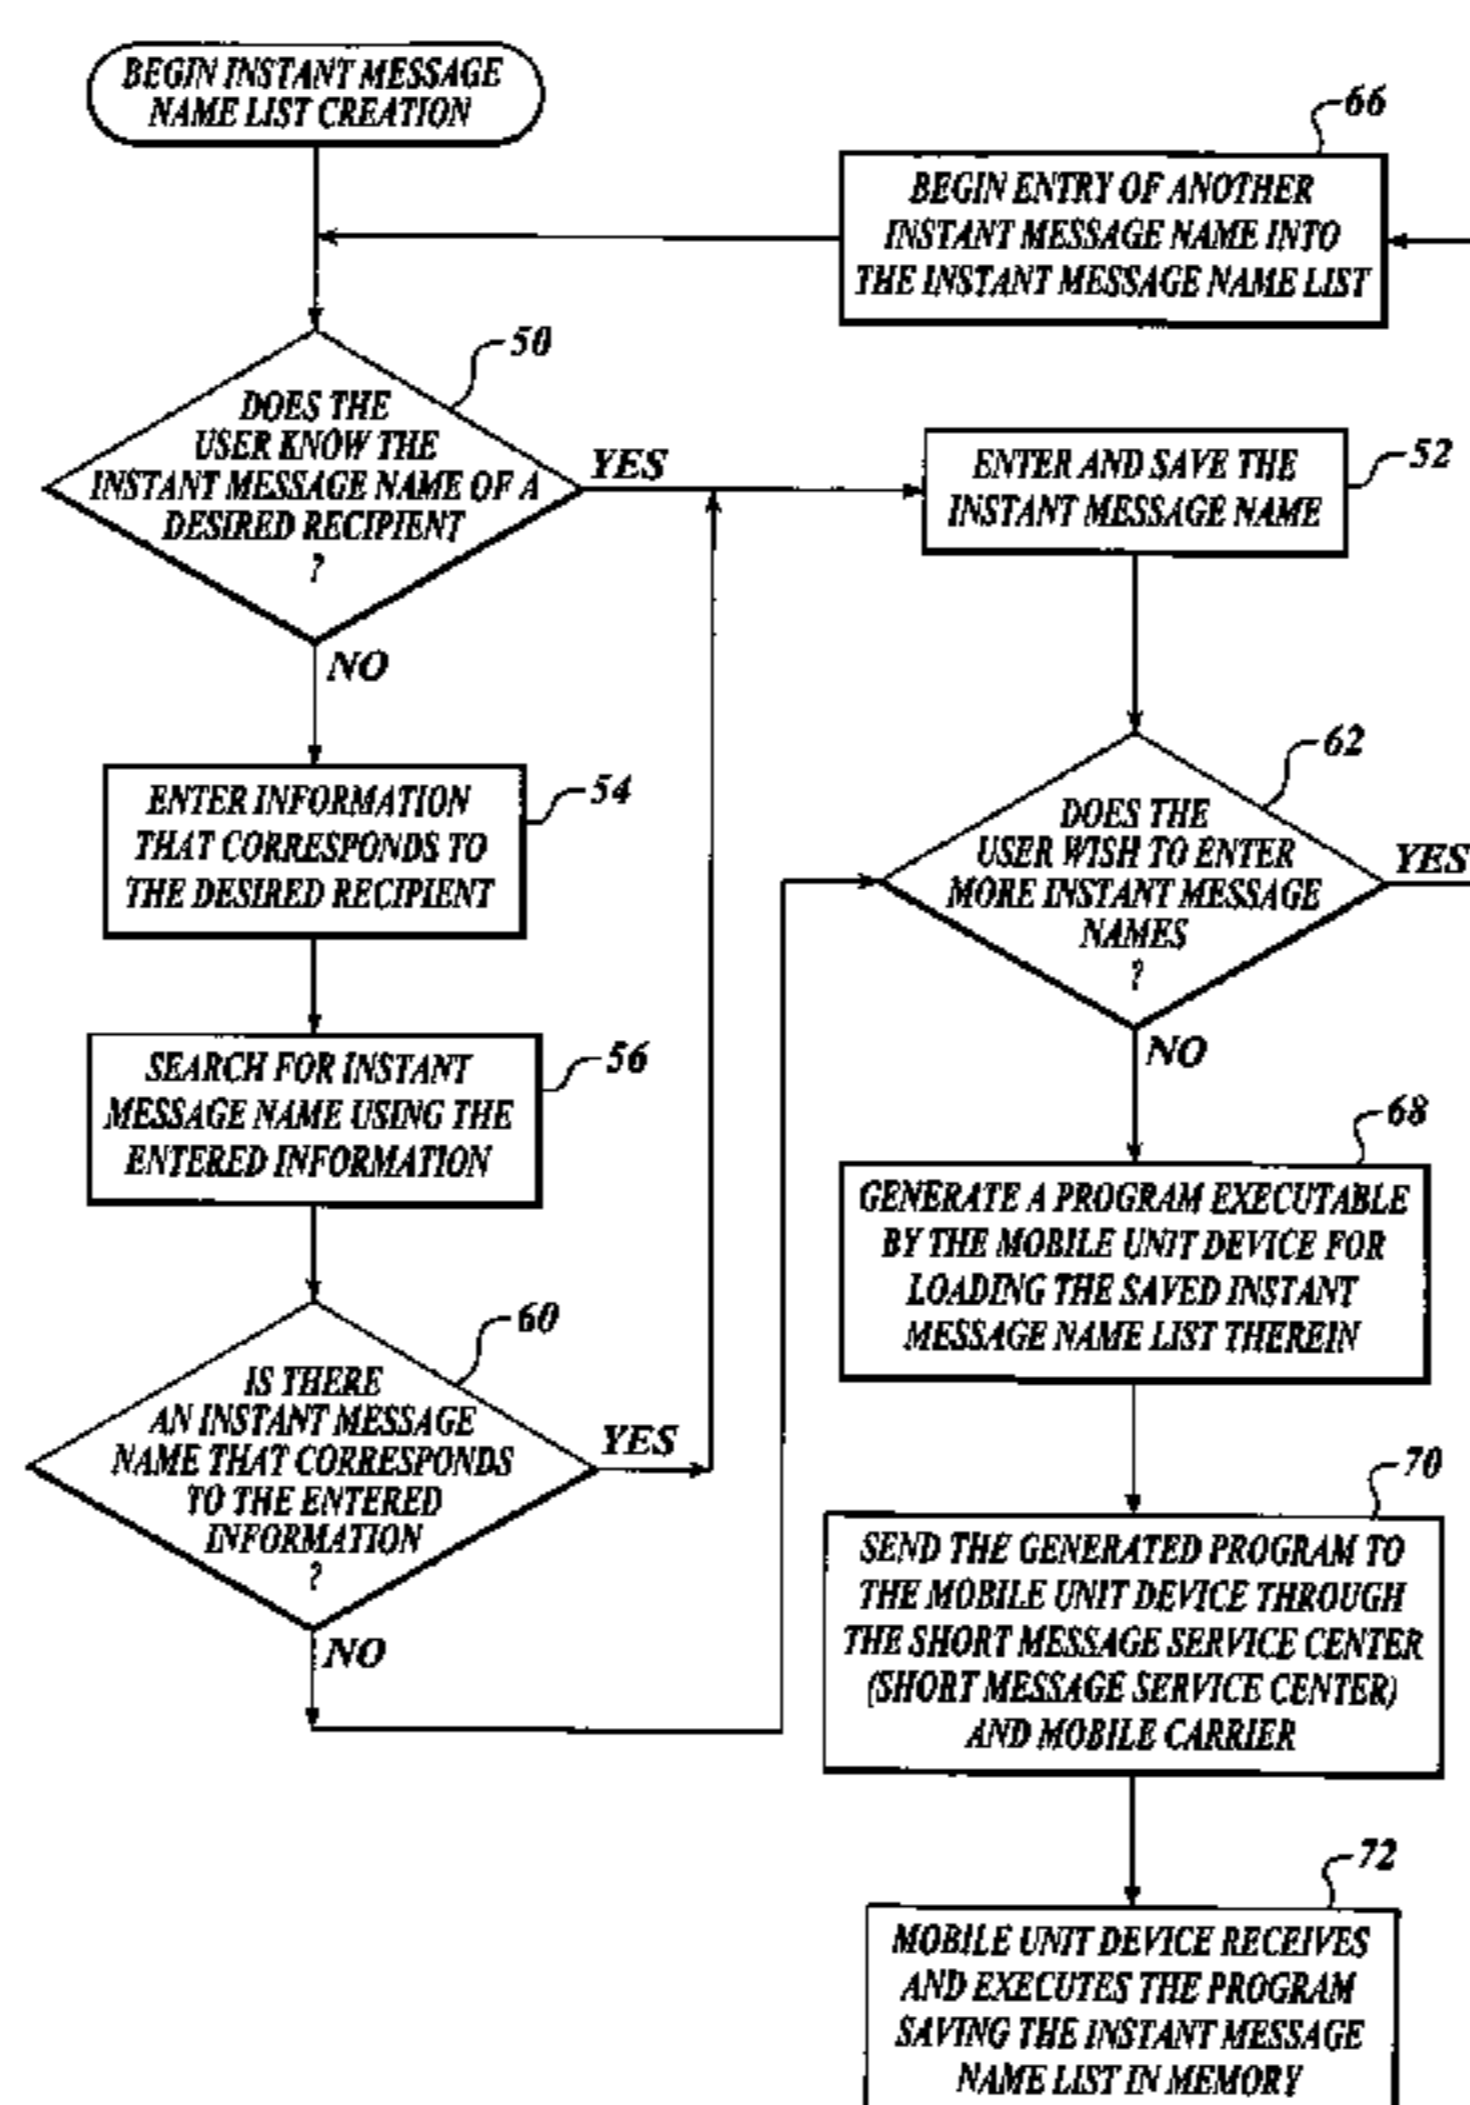 BEGIN INSTANT MESSAGE
NAME LIST CREATION
66
BEGIN ENTRY OF ANOTHER
INSTANT MESSAGE NAME INTO
THE INSTANT MESSAGE NAME LIST
50
DOES THE
USER KNOW THE
INSTANT MESSAGE NAME OF A
DESIRED RECIPIENT
?
YES
NO
52
ENTER AND SAVE THE
INSTANT MESSAGE NAME
54
ENTER INFORMATION
THAT CORRESPONDS TO
THE DESIRED RECIPIENT
62
DOES THE
USER WISH TO ENTER
MORE INSTANT MESSAGE
NAMES
?
YES
NO
56
SEARCH FOR INSTANT
MESSAGE NAME USING THE
ENTERED INFORMATION
68
GENERATE A PROGRAM EXECUTABLE
BY THE MOBILE UNIT DEVICE FOR
LOADING THE SAVED INSTANT
MESSAGE NAME LIST THEREIN
60
IS THERE
AN INSTANT MESSAGE
NAME THAT CORRESPONDS
TO THE ENTERED
INFORMATION
?
YES
NO
70
SEND THE GENERATED PROGRAM TO
THE MOBILE UNIT DEVICE THROUGH
THE SHORT MESSAGE SERVICE CENTER
(SHORT MESSAGE SERVICE CENTER)
AND MOBILE CARRIER
72
MOBILE UNIT DEVICE RECEIVES
AND EXECUTES THE PROGRAM
SAVING THE INSTANT MESSAGE
NAME LIST IN MEMORY